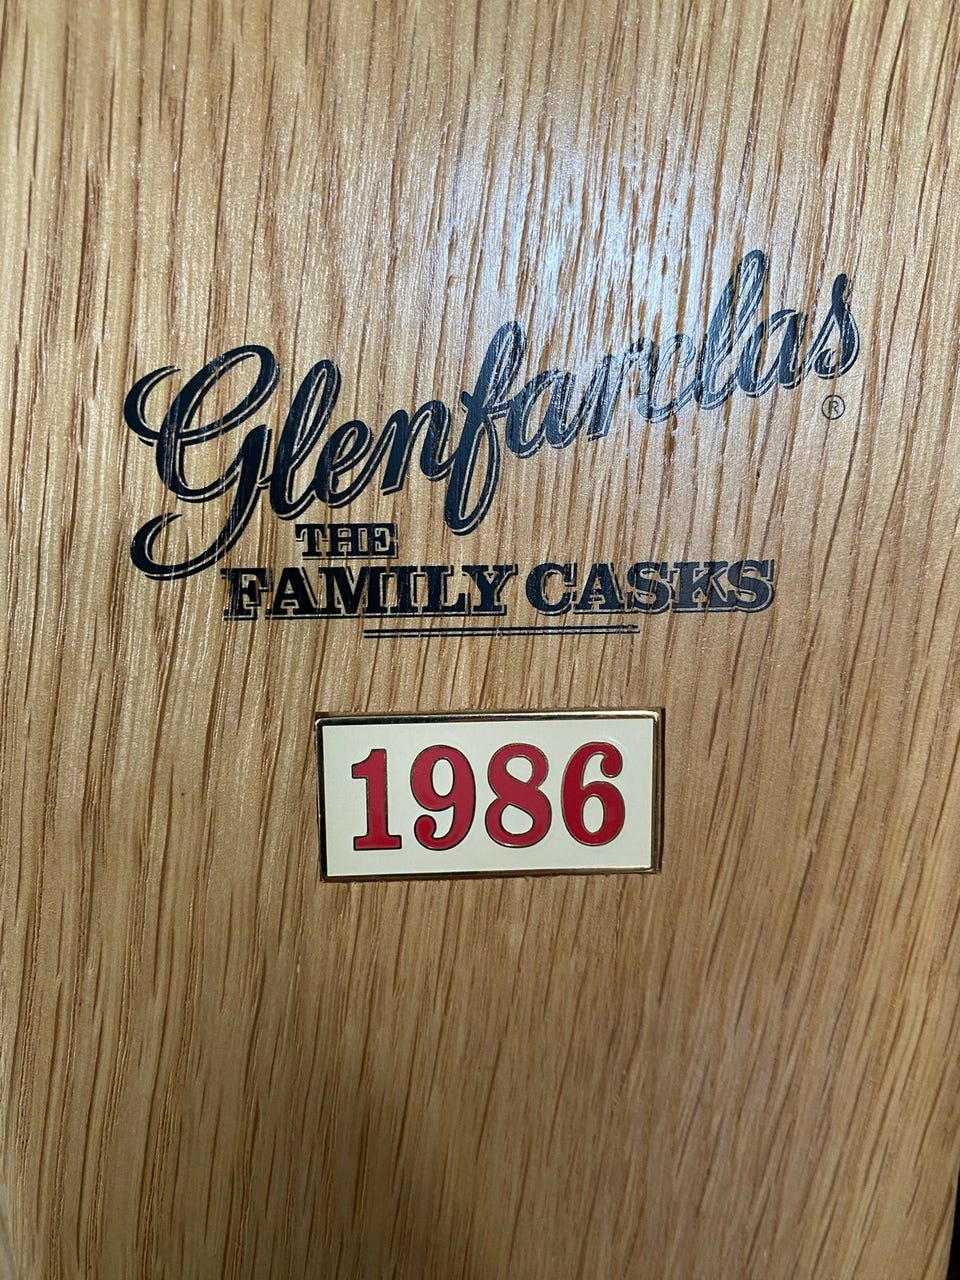 Glenfarclas ®
THE
FAMILY CASKS
1986